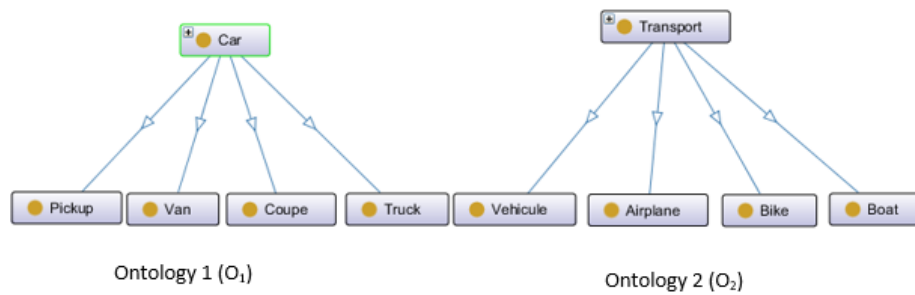 Car
Transport
Pickup Van Coupe Truck Vehicule Airplane Bike Boat
Ontology 1 (O₁)
Ontology 2 (O₂)